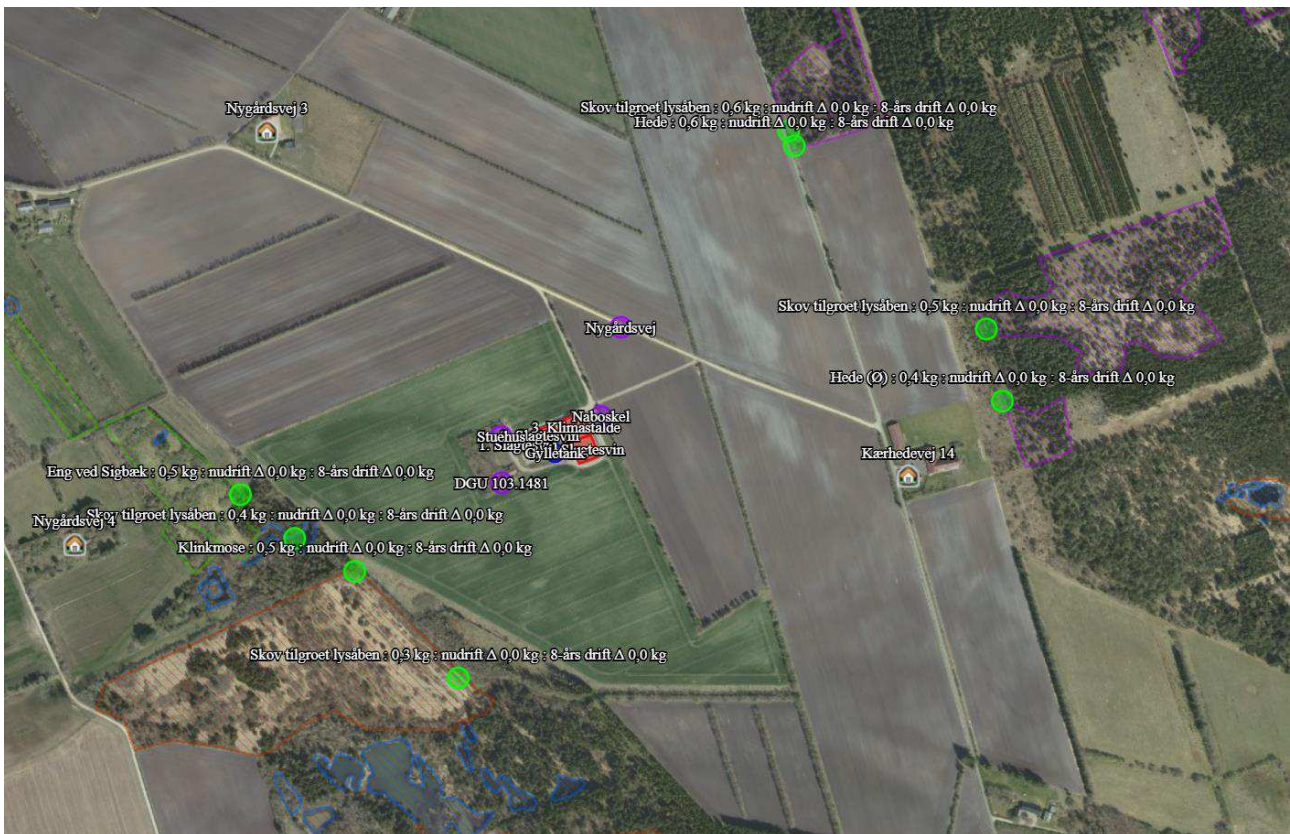 Nygårdsvej 3
Skov tilgroet lysåben : 0,6 kg : nudrift Δ 0,0 kg : 8-års drift Δ 0,0 kg
Hede : 0,6 kg : nudrift Δ 0,0 kg : 8-års drift Δ 0,0 kg
Skov tilgroet lysåben : 0,5 kg : nudrift Δ 0,0 kg : 8-års drift Δ 0,0 kg
Nygårdsvej
Hede (Ø) : 0,4 kg : nudrift Δ 0,0 kg : 8-års drift Δ 0,0 kg
Naboskel
3. Klimastalde
Gylletank
Kærhedevej 14
Eng ved Sigbæk : 0,5 kg : nudrift Δ 0,0 kg : 8-års drift Δ 0,0 kg
DGU 103.1481
Skov tilgroet lysåben : 0,4 kg : nudrift Δ 0,0 kg : 8-års drift Δ 0,0 kg
Nygårdsvej 4
Klinkmose : 0,5 kg : nudrift Δ 0,0 kg : 8-års drift Δ 0,0 kg
Skov tilgroet lysåben : 0,3 kg : nudrift Δ 0,0 kg : 8-års drift Δ 0,0 kg